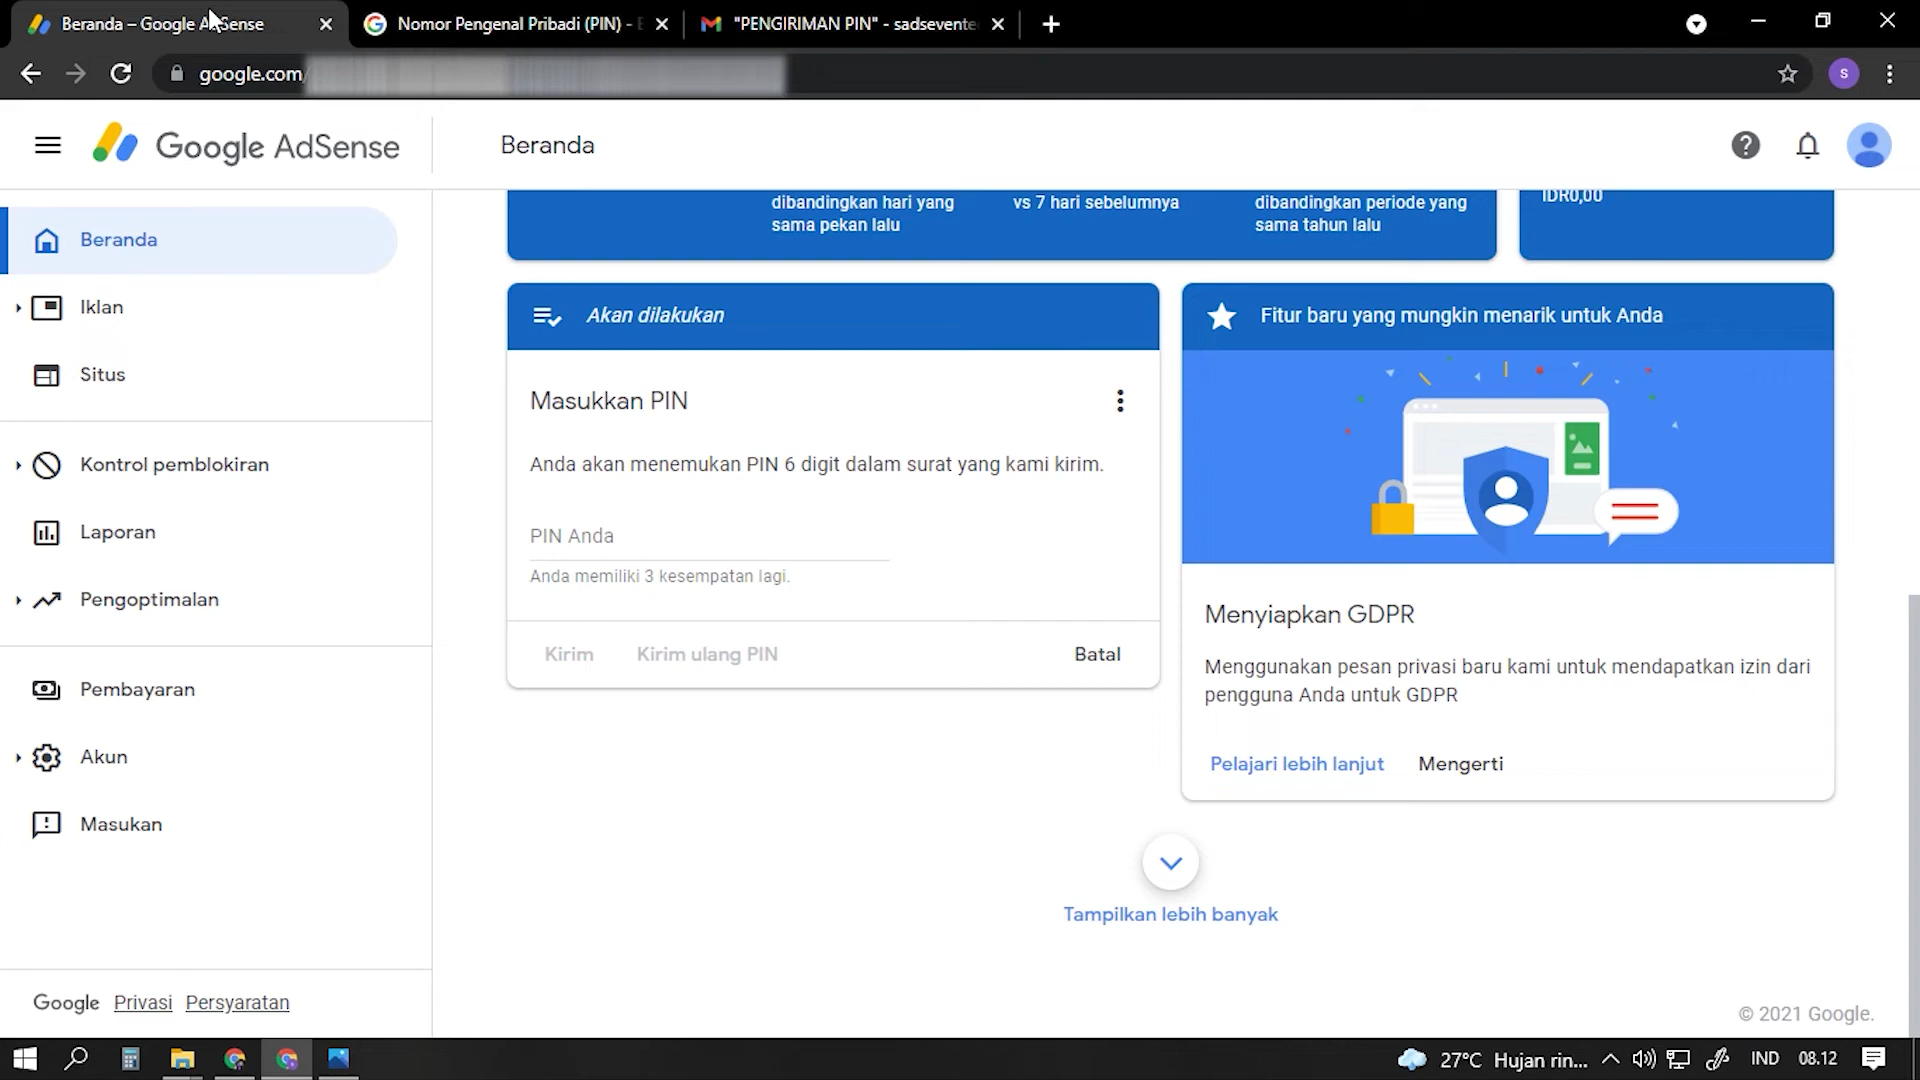 Beranda – Google AdSense
Nomor Pengenal Pribadi (PIN) -
"PENGIRIMAN PIN" - sadsevente
google.com/
S
Google AdSense
Beranda
Beranda
Iklan
Situs
Kontrol pemblokiran
Laporan
Pengoptimalan
Pembayaran
Akun
Masukan
Google Privasi Persyaratan
dibandingkan hari yang
sama pekan lalu
vs 7 hari sebelumnya
dibandingkan periode yang
sama tahun lalu
IDR0,00
Akan dilakukan
Masukkan PIN
Anda akan menemukan PIN 6 digit dalam surat yang kami kirim.
PIN Anda
Anda memiliki 3 kesempatan lagi.
Kirim Kirim ulang PIN Batal
Fitur baru yang mungkin menarik untuk Anda
Menyiapkan GDPR
Menggunakan pesan privasi baru kami untuk mendapatkan izin dari
pengguna Anda untuk GDPR
Pelajari lebih lanjut Mengerti
Tampilkan lebih banyak
© 2021 Google.
27°C Hujan rin... IND 08.12